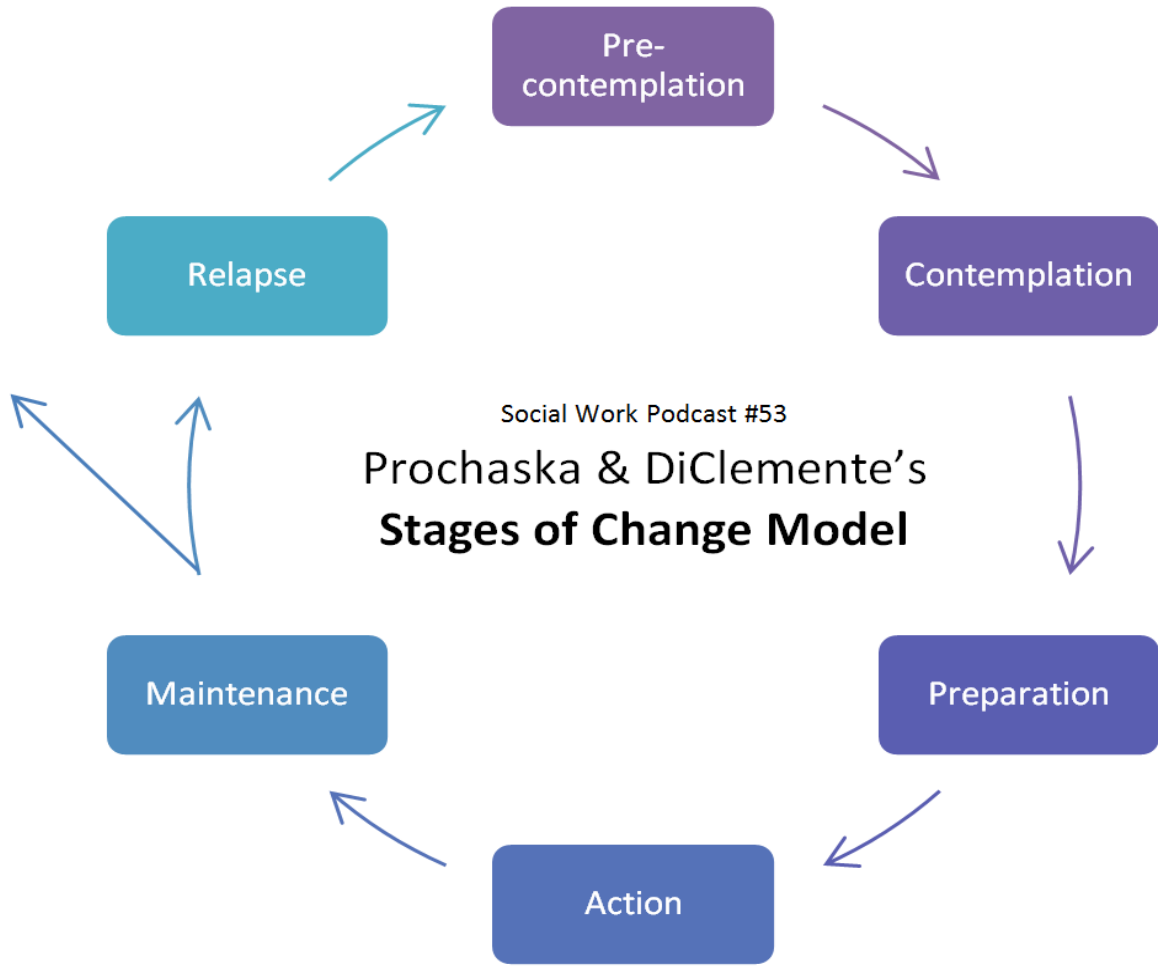 Pre-
contemplation
Contemplation
Relapse
Social Work Podcast #53
Prochaska & DiClemente’s
Stages of Change Model
Maintenance
Preparation
Action